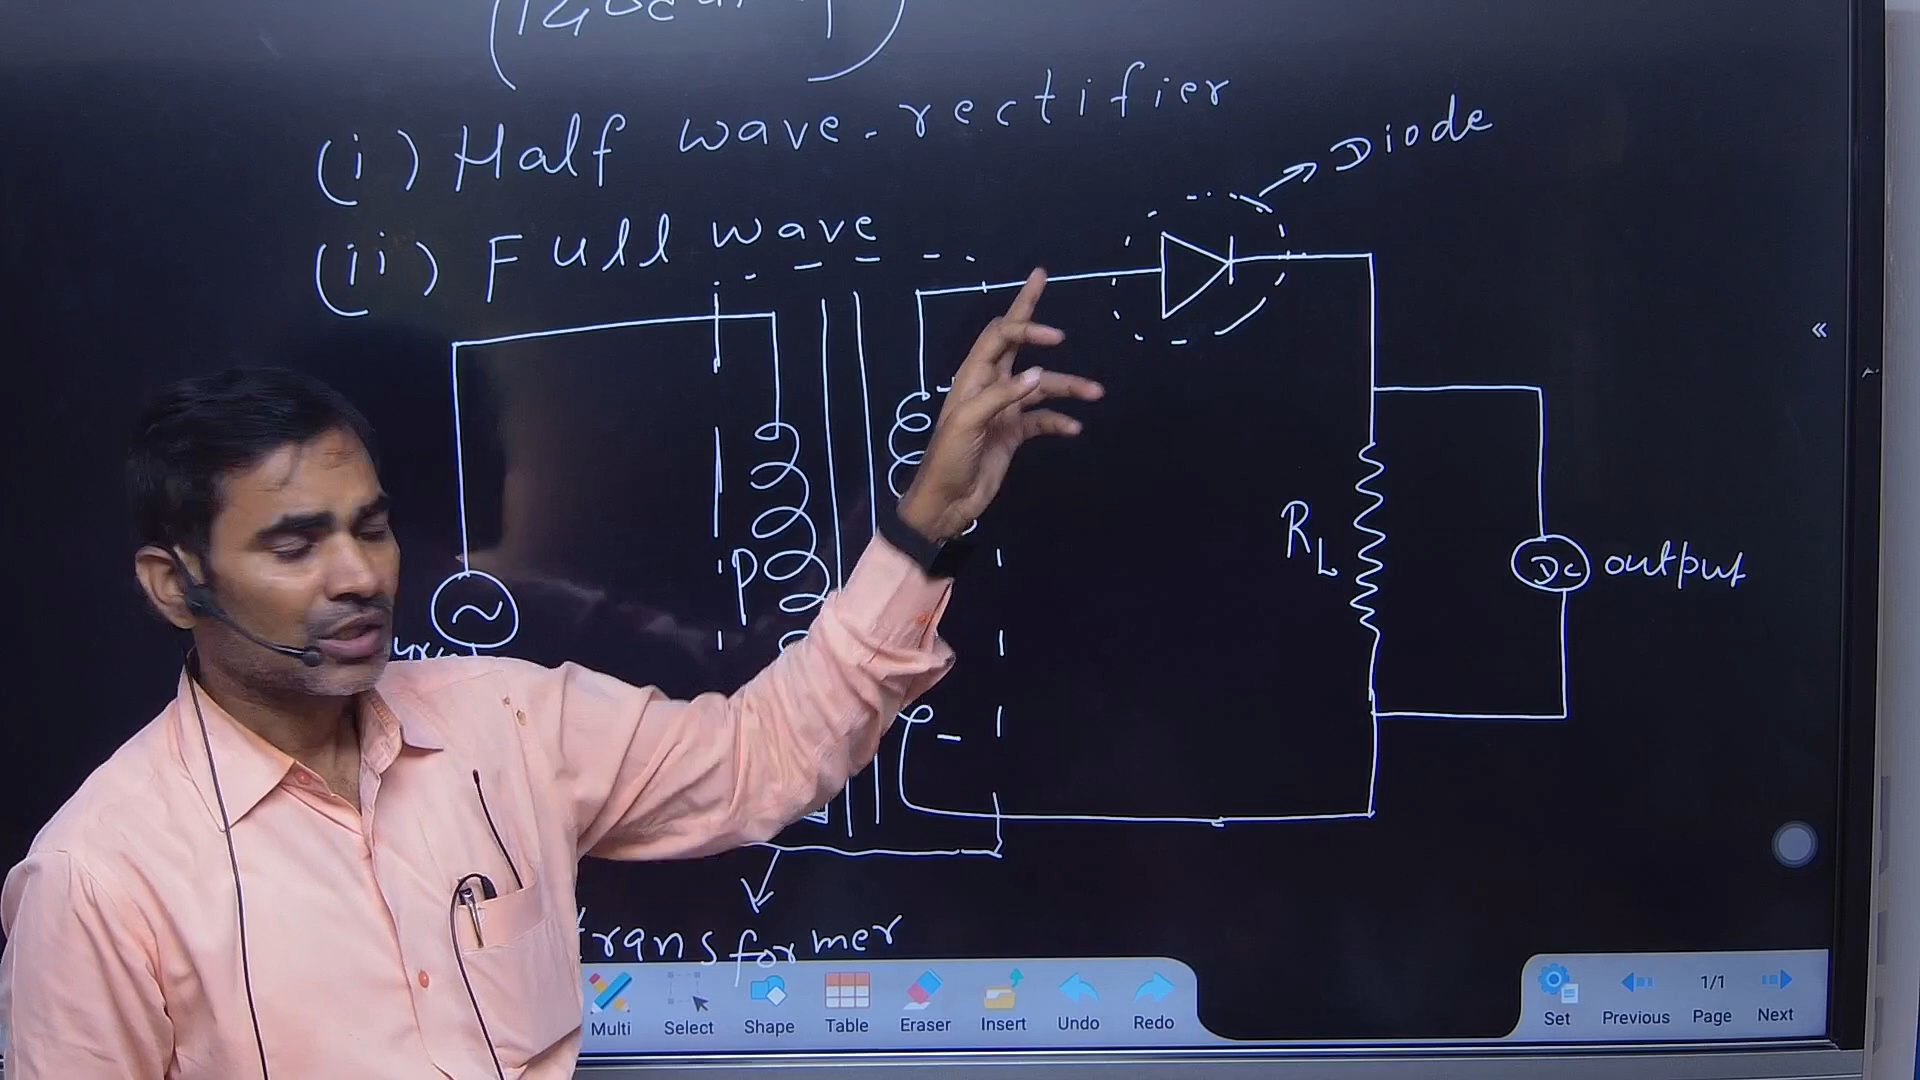 (i) Half wave-rectifier
(ii) Full wave
Diode
P
RL
DC output
transformer
Multi Select Shape Table Eraser Insert Undo Redo
Set Previous 1/1 Page Next